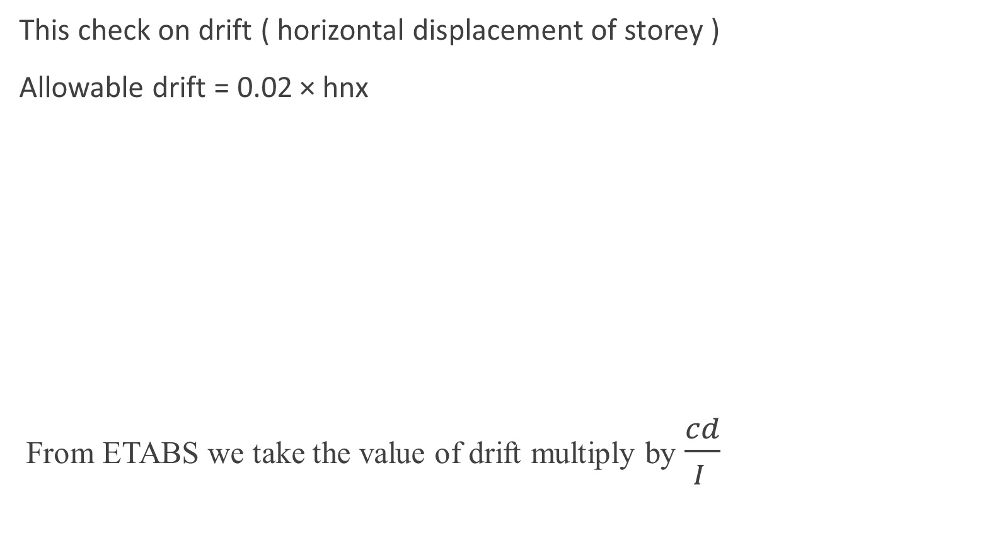 This check on drift ( horizontal displacement of storey )
Allowable drift = 0.02 × hnx
From ETABS we take the value of drift multiply by cd/I